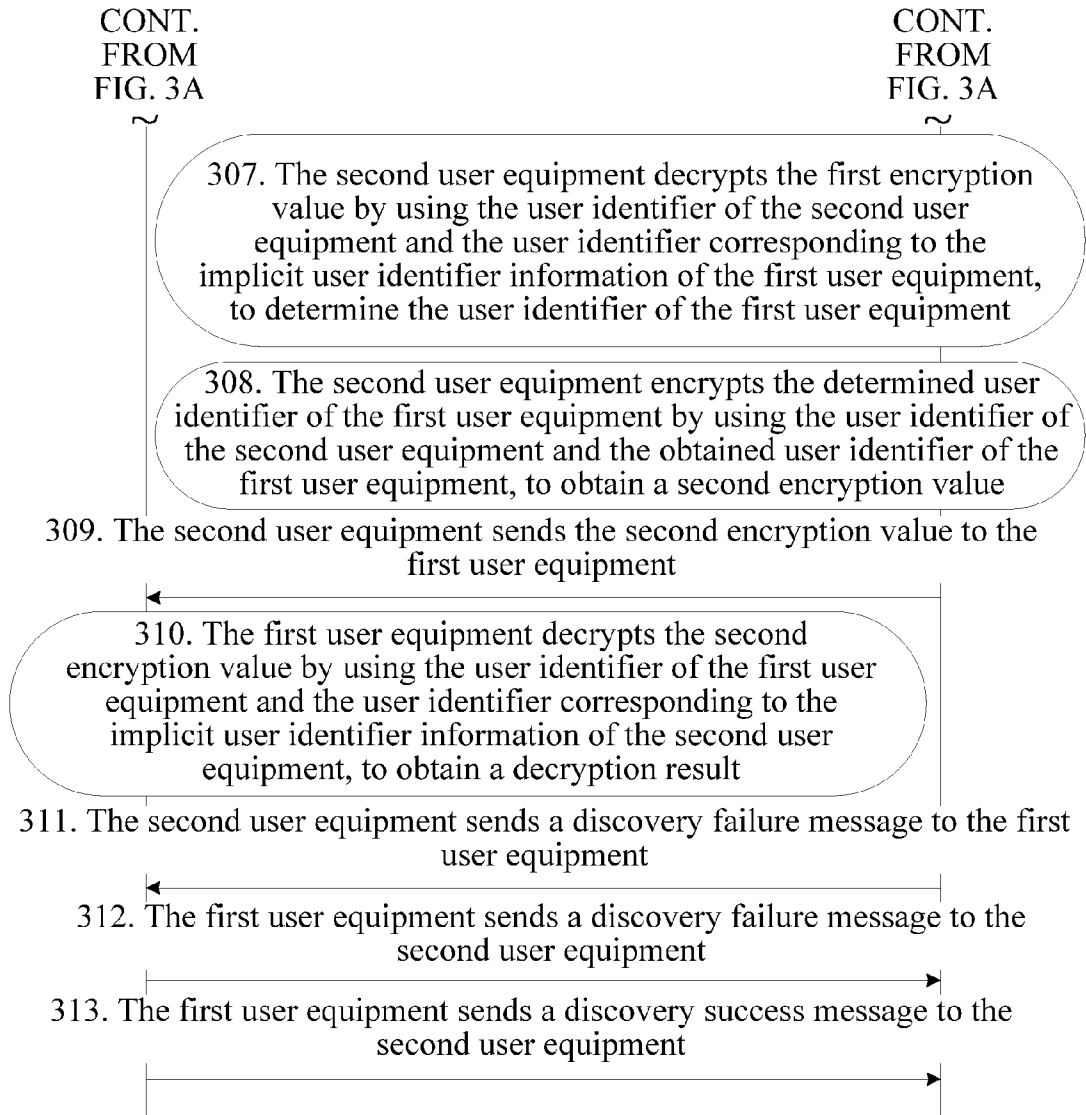 CONT.
FROM
FIG. 3A
CONT.
FROM
FIG. 3A
307. The second user equipment decrypts the first encryption
value by using the user identifier of the second user
equipment and the user identifier corresponding to the
implicit user identifier information of the first user equipment,
to determine the user identifier of the first user equipment
308. The second user equipment encrypts the determined user
identifier of the first user equipment by using the user identifier of
the second user equipment and the obtained user identifier of the
first user equipment, to obtain a second encryption value
309. The second user equipment sends the second encryption value to the
first user equipment
310. The first user equipment decrypts the second
encryption value by using the user identifier of the first user
equipment and the user identifier corresponding to the
implicit user identifier information of the second user
equipment, to obtain a decryption result
311. The second user equipment sends a discovery failure message to the first
user equipment
312. The first user equipment sends a discovery failure message to the
second user equipment
313. The first user equipment sends a discovery success message to the
second user equipment